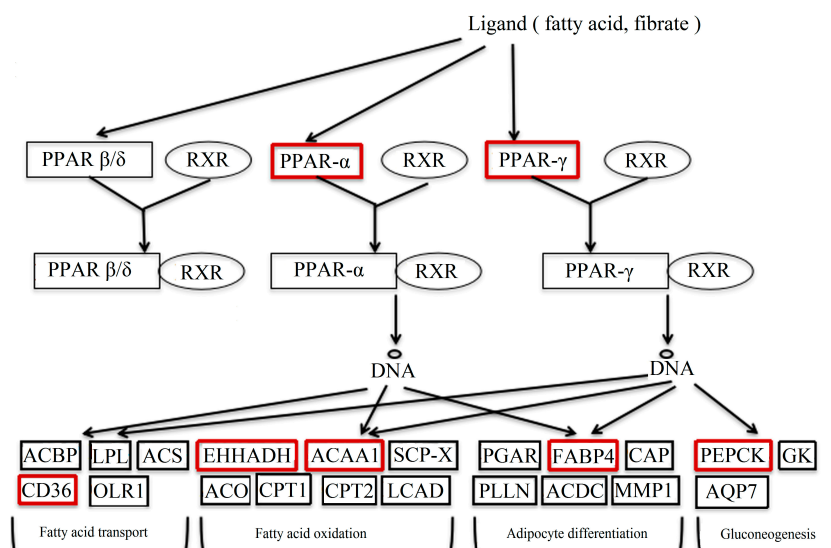 Ligand ( fatty acid, fibrate )
PPAR β/δ RXR PPAR-α RXR PPAR-γ RXR
PPAR β/δ RXR PPAR-α RXR PPAR-γ RXR
DNA DNA
ACBP LPL ACS EHHADH ACAA1 SCP-X PGAR FABP4 CAP PEPCK GK
CD36 OLR1 ACO CPT1 CPT2 LCAD PLLN ACDC MMP1 AQP7
Fatty acid transport Fatty acid oxidation Adipocyte differentiation Gluconeogenesis